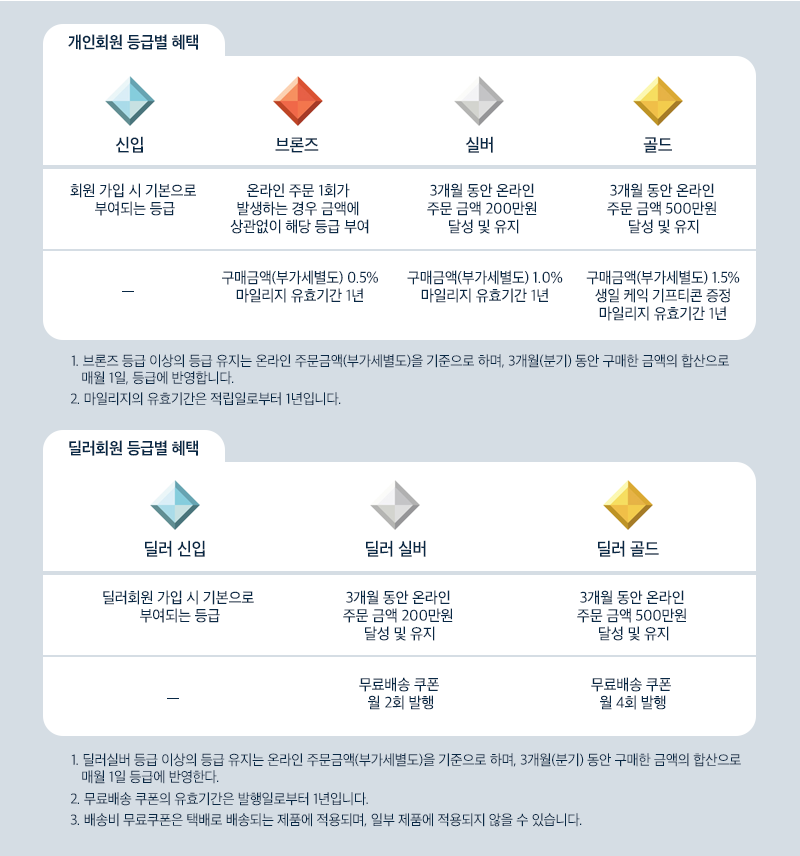 개인회원 등급별 혜택
신입
브론즈
실버
골드
회원 가입 시 기본으로
부여되는 등급
온라인 주문 1회가
발생하는 경우 금액에
상관없이 해당 등급 부여
3개월 동안 온라인
주문 금액 200만원
달성 및 유지
3개월 동안 온라인
주문 금액 500만원
달성 및 유지
—
구매금액(부가세별도) 0.5%
마일리지 유효기간 1년
구매금액(부가세별도) 1.0%
마일리지 유효기간 1년
구매금액(부가세별도) 1.5%
생일 케익 기프티콘 증정
마일리지 유효기간 1년
1. 브론즈 등급 이상의 등급 유지는 온라인 주문금액(부가세별도)을 기준으로 하며, 3개월(분기) 동안 구매한 금액의 합산으로
매월 1일, 등급에 반영합니다.
2. 마일리지의 유효기간은 적립일로부터 1년입니다.
딜러회원 등급별 혜택
딜러 신입
딜러 실버
딜러 골드
딜러회원 가입 시 기본으로
부여되는 등급
3개월 동안 온라인
주문 금액 200만원
달성 및 유지
3개월 동안 온라인
주문 금액 500만원
달성 및 유지
—
무료배송 쿠폰
월 2회 발행
무료배송 쿠폰
월 4회 발행
1. 딜러실버 등급 이상의 등급 유지는 온라인 주문금액(부가세별도)을 기준으로 하며, 3개월(분기) 동안 구매한 금액의 합산으로
매월 1일 등급에 반영한다.
2. 무료배송 쿠폰의 유효기간은 발행일로부터 1년입니다.
3. 배송비 무료쿠폰은 택배로 배송되는 제품에 적용되며, 일부 제품에 적용되지 않을 수 있습니다.